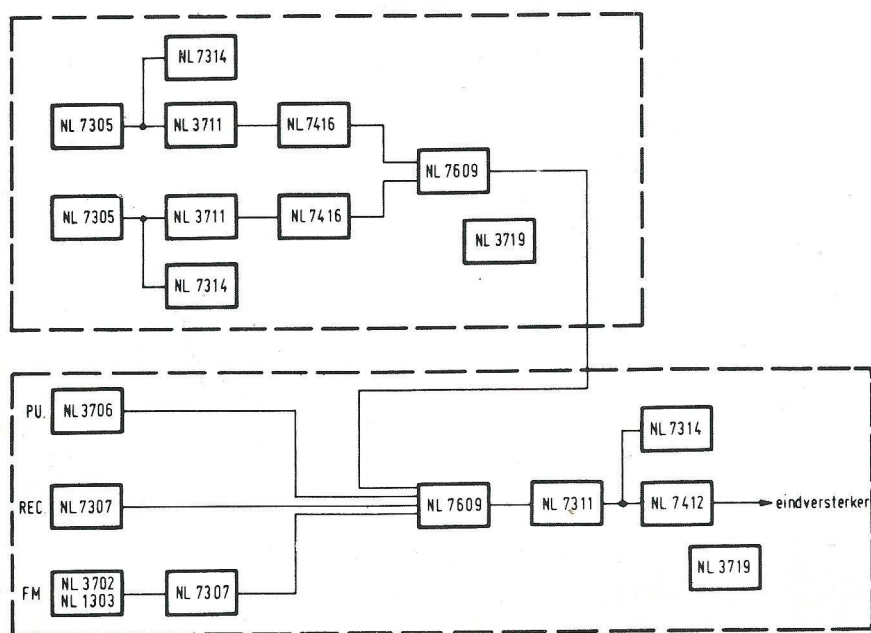 NL 7314
NL 7305
NL 3711
NL 7416
NL 7609
NL 7305
NL 3711
NL 7416
NL 3719
NL 7314
PU.
NL 3706
NL 7314
REC.
NL 7307
NL 7609
NL 7311
NL 7412
eindversterker
NL 3719
FM
NL 3702
NL 1303
NL 7307